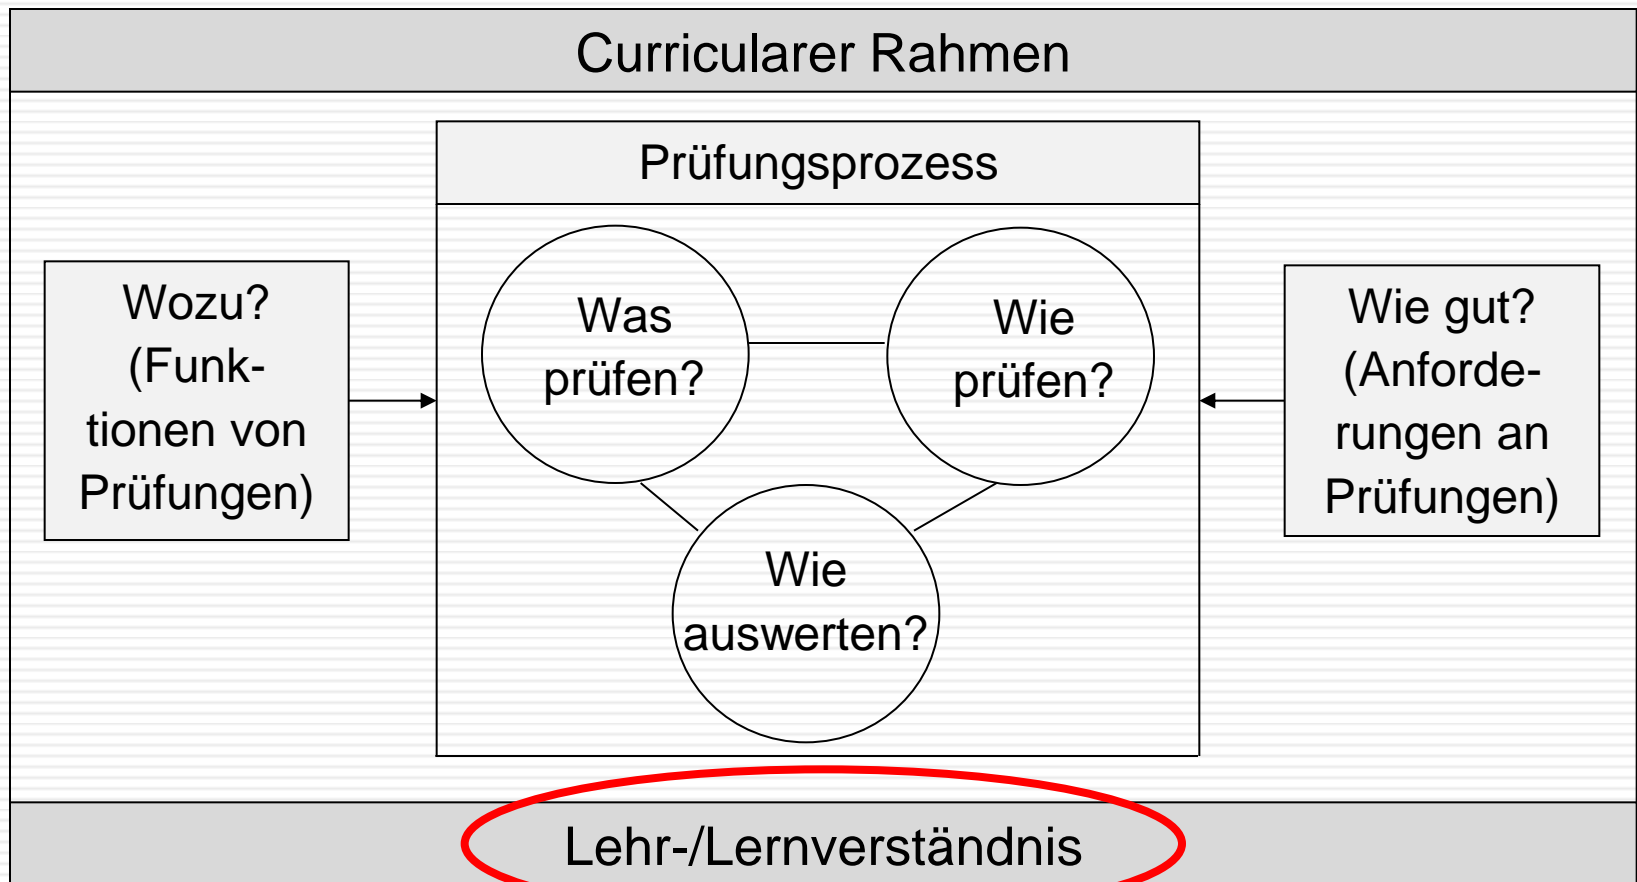 Curricularer Rahmen
Prüfungsprozess
Wozu?
(Funk-
tionen von
Prüfungen)
Was
prüfen?
Wie
prüfen?
Wie
auswerten?
Wie gut?
(Anforde-
rungen an
Prüfungen)
Lehr-/Lernverständnis